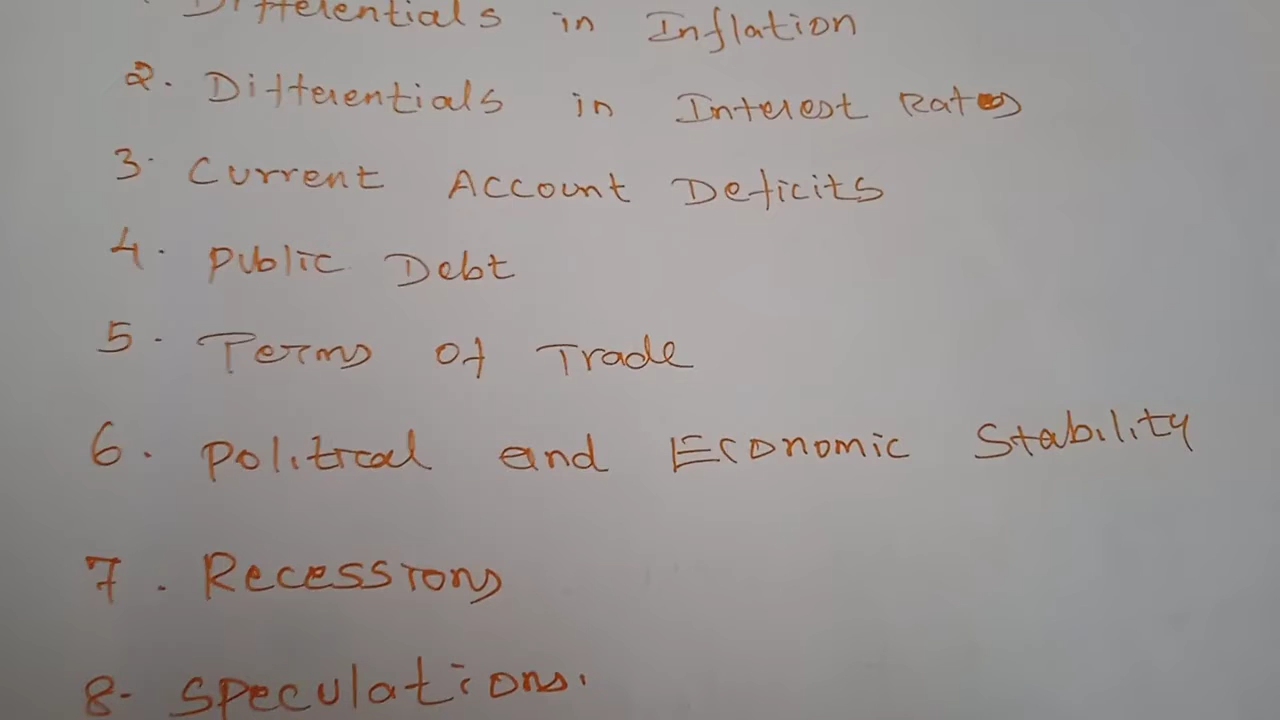 Differentials in Inflation
2. Differentials in Interest Rates
3. Current Account Deficits
4. Public Debt
5. Terms of Trade
6. Political and Economic Stability
7. Recessions
8- Speculations.